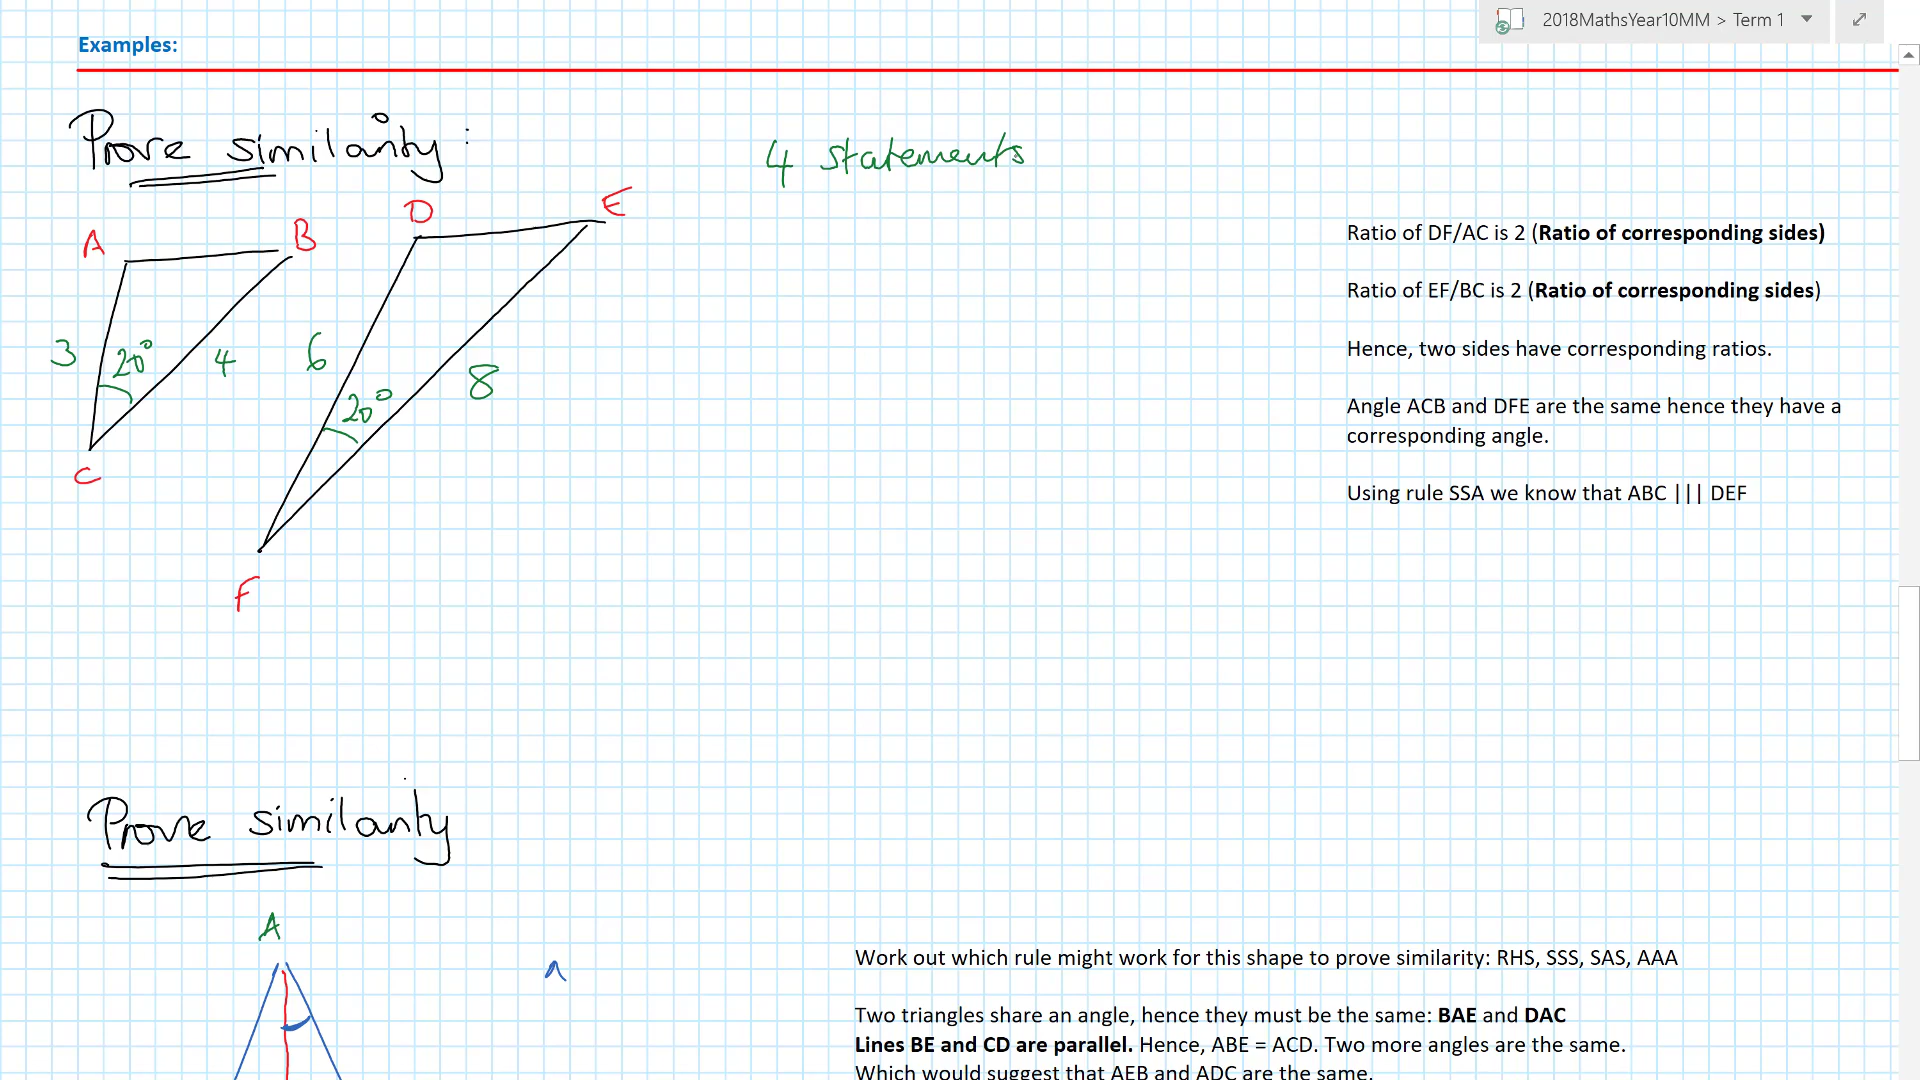 2018MathsYear10MM > Term 1
Examples:
Prove similarity:
4 statements
A
B
D
E
3
20°
4
6
20°
8
C
F
Ratio of DF/AC is 2 (Ratio of corresponding sides)
Ratio of EF/BC is 2 (Ratio of corresponding sides)
Hence, two sides have corresponding ratios.
Angle ACB and DFE are the same hence they have a
corresponding angle.
Using rule SSA we know that ABC ||| DEF
Prove similarity
A
Work out which rule might work for this shape to prove similarity: RHS, SSS, SAS, AAA
Two triangles share an angle, hence they must be the same: BAE and DAC
Lines BE and CD are parallel. Hence, ABE = ACD. Two more angles are the same.
Which would suggest that AEB and ADC are the same.